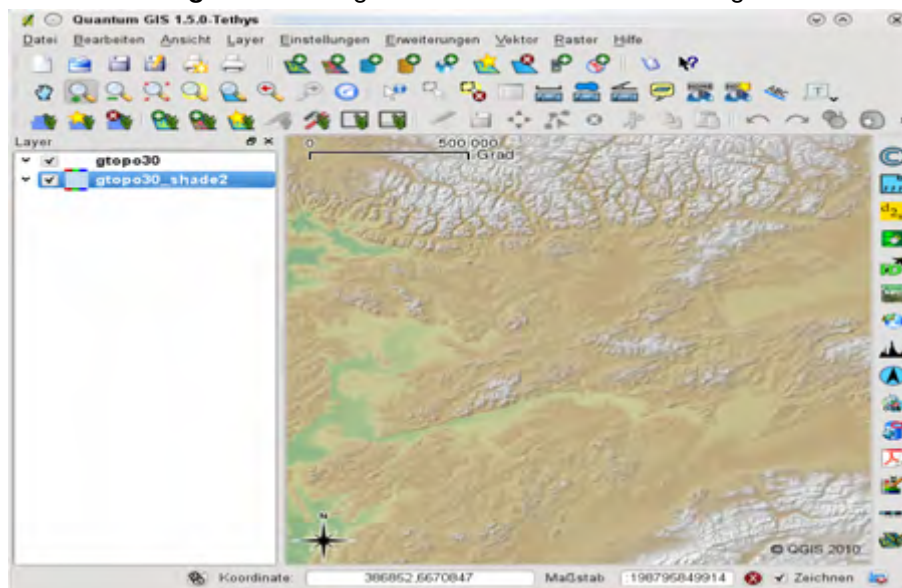 Quantum GIS 1.5.0-Tethys
Datei Bearbeiten Ansicht Layer Einstellungen Erweiterungen Vektor Raster Hilfe
Layer
gtopo30
gtopo30_shade2
0 500 000
Grad
N
© QGIS 2010
Koordinate: 386852,6670847 Maßstab :198795849914 Zeichnen